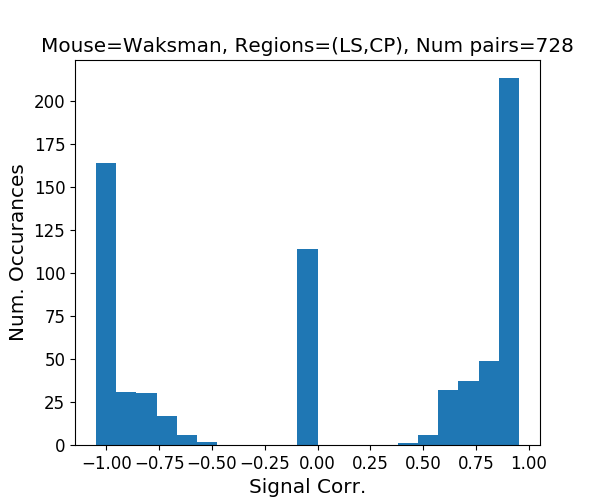 Mouse=Waksman, Regions=(LS,CP), Num pairs=728
200
175
150
125
100
75
50
25
0
Num. Occurances
−1.00 −0.75 −0.50 −0.25 0.00 0.25 0.50 0.75 1.00
Signal Corr.